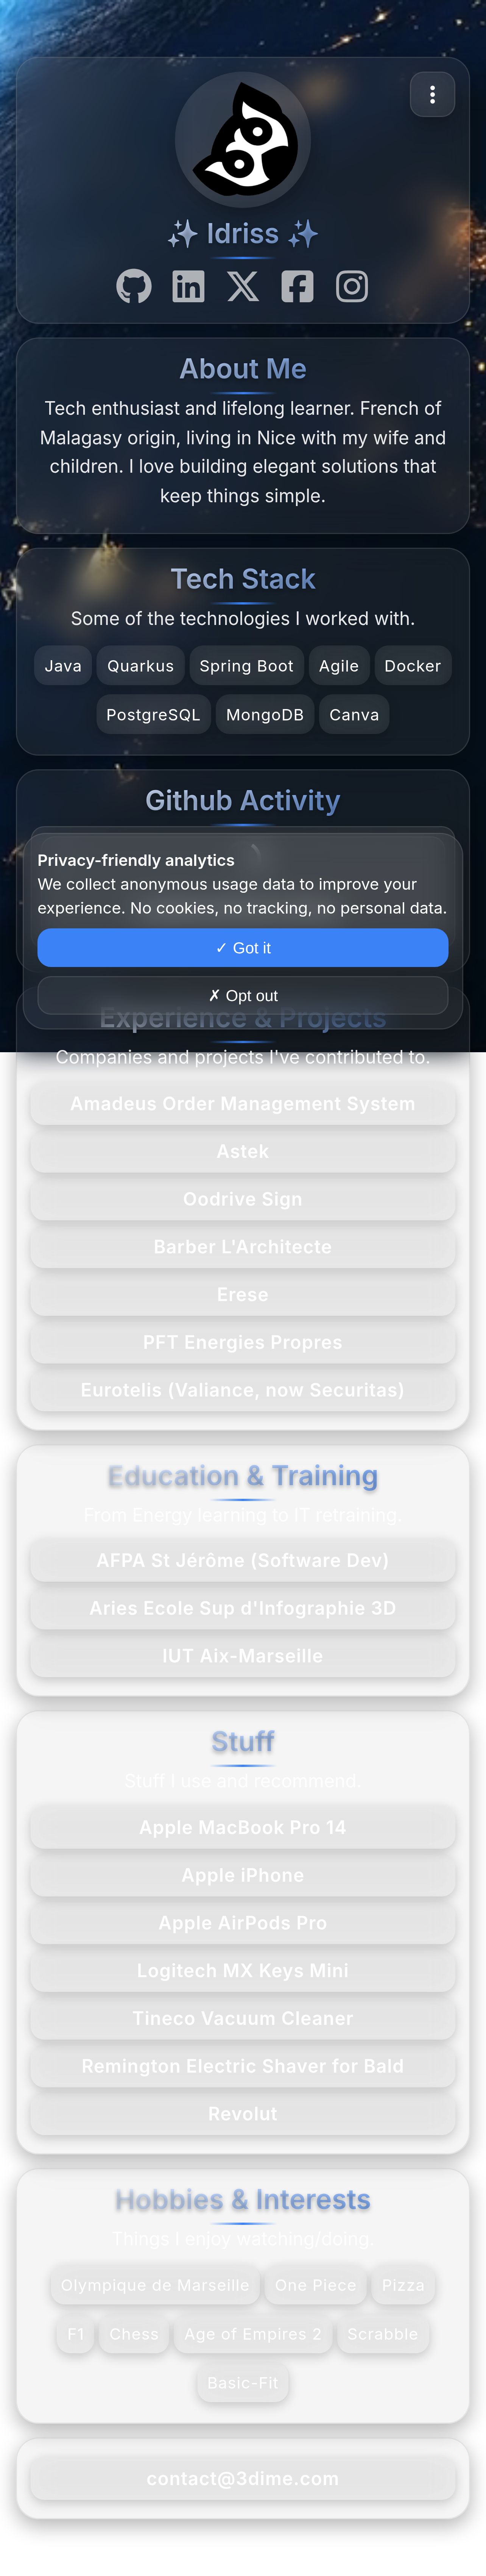 ✨ Idriss ✨
About Me
Tech enthusiast and lifelong learner. French of
Malagasy origin, living in Nice with my wife and
children. I love building elegant solutions that
keep things simple.
Tech Stack
Some of the technologies I worked with.
Java Quarkus Spring Boot Agile Docker
PostgreSQL MongoDB Canva
Github Activity
Privacy-friendly analytics
We collect anonymous usage data to improve your
experience. No cookies, no tracking, no personal data.
✓ Got it
✗ Opt out
Experience & Projects
Companies and projects I've contributed to.
Amadeus Order Management System
Astek
Oodrive Sign
Barber L'Architecte
Erese
PFT Energies Propres
Eurotelis (Valiance, now Securitas)
Education & Training
From Energy learning to IT retraining.
AFPA St Jérôme (Software Dev)
Aries Ecole Sup d'Infographie 3D
IUT Aix-Marseille
Stuff
Stuff I use and recommend.
Apple MacBook Pro 14
Apple iPhone
Apple AirPods Pro
Logitech MX Keys Mini
Tineco Vacuum Cleaner
Remington Electric Shaver for Bald
Revolut
Hobbies & Interests
Things I enjoy watching/doing.
Olympique de Marseille One Piece Pizza
F1 Chess Age of Empires 2 Scrabble
Basic-Fit
contact@3dime.com